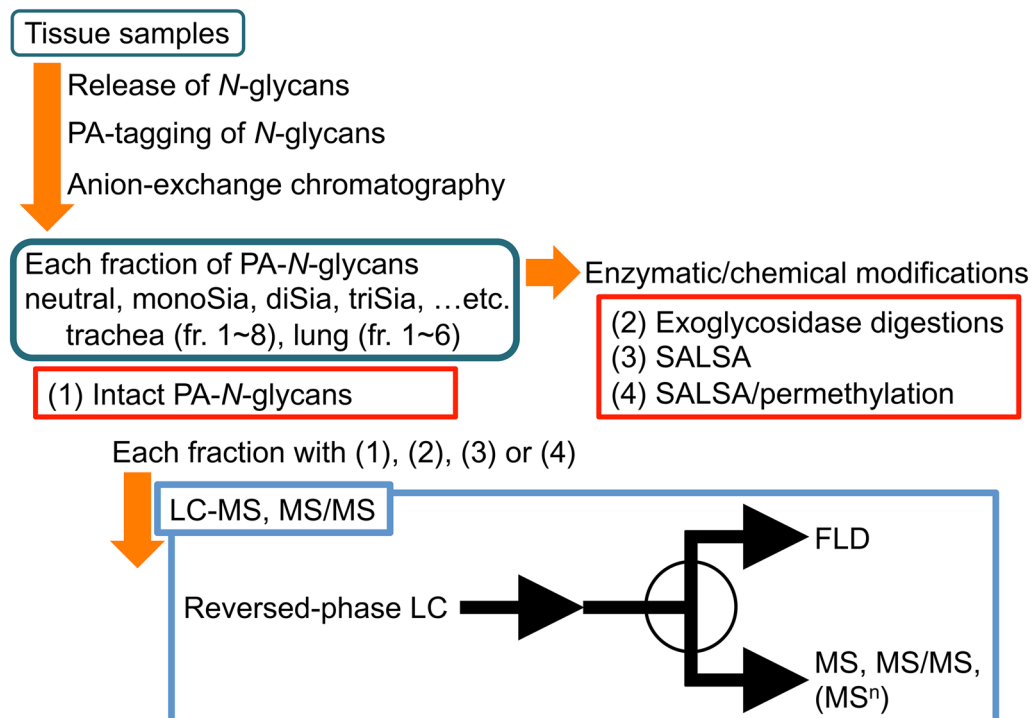 Tissue samples
Release of N-glycans
PA-tagging of N-glycans
Anion-exchange chromatography
Each fraction of PA-N-glycans
neutral, monoSia, diSia, triSia, …etc.
trachea (fr. 1~8), lung (fr. 1~6)
(1) Intact PA-N-glycans
Enzymatic/chemical modifications
(2) Exoglycosidase digestions
(3) SALSA
(4) SALSA/permethylation
Each fraction with (1), (2), (3) or (4)
LC-MS, MS/MS
Reversed-phase LC
FLD
MS, MS/MS,
(MSⁿ)